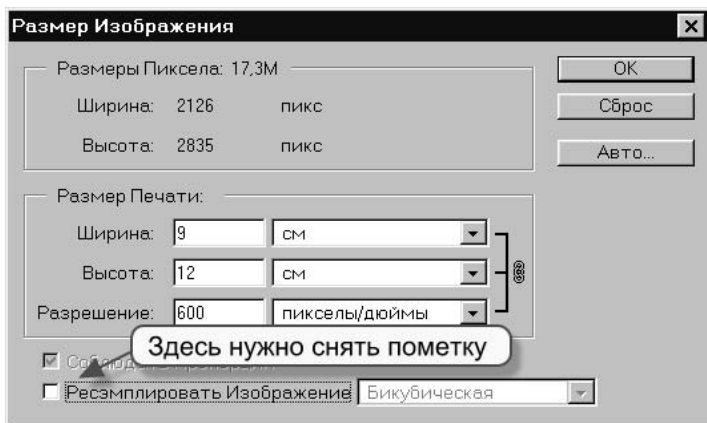 Размер Изображения
Размеры Пиксела: 17,3М
OK
Ширина: 2126 пикс
Сброс
Высота: 2835 пикс
Авто...
Размер Печати:
Ширина: 9 см
Высота: 12 см
Разрешение: 600 пикселы/дюймы
Здесь нужно снять пометку
Ресэмплировать Изображение Бикубическая